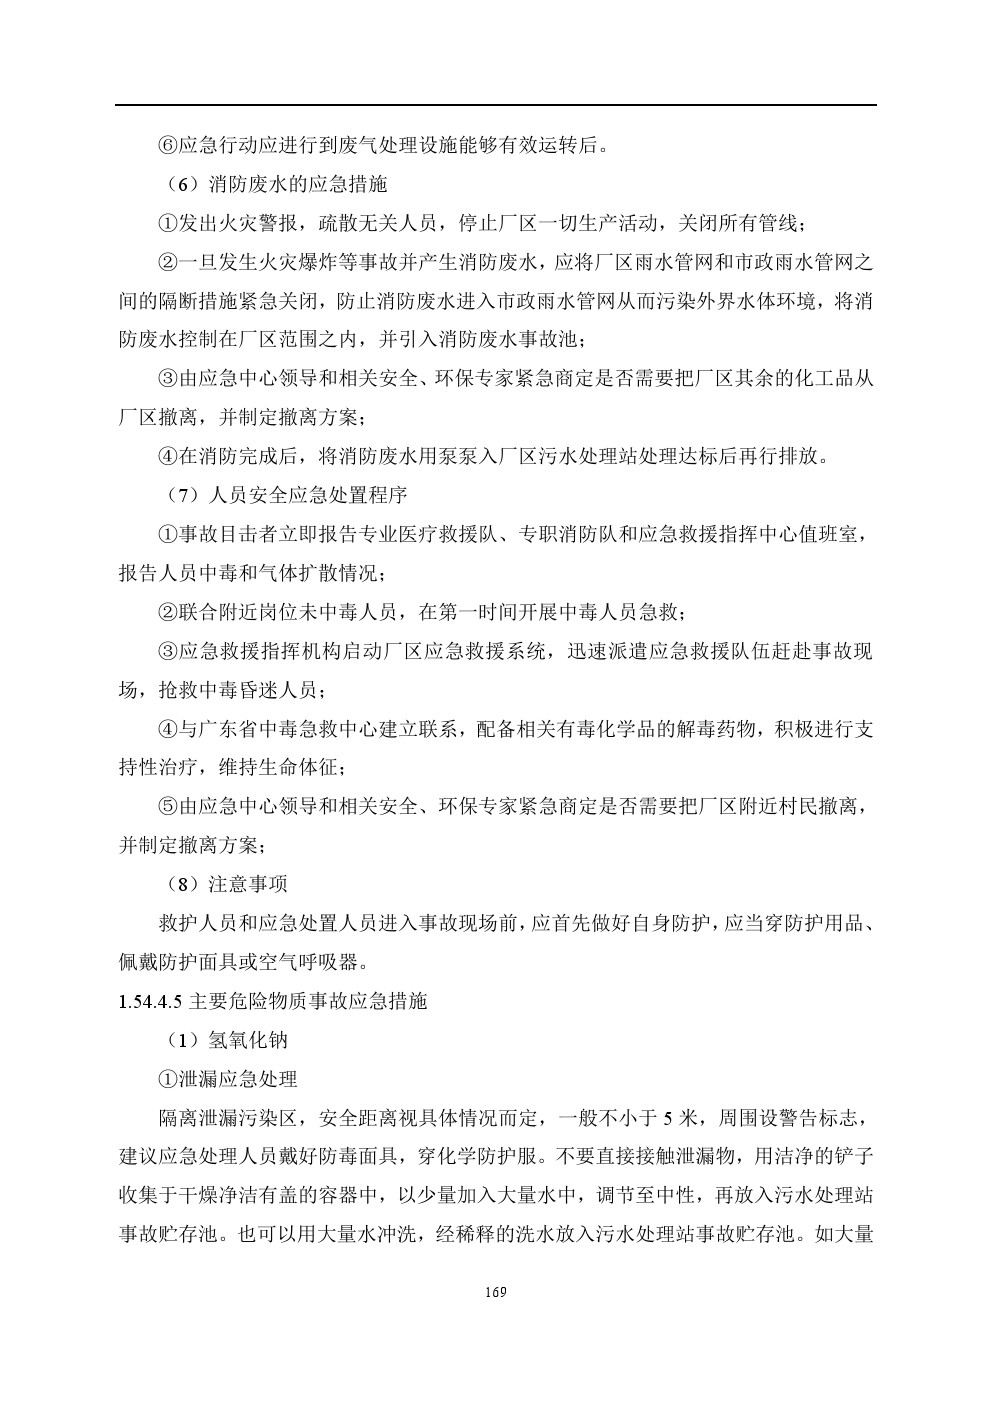 ⑥应急行动应进行到废气处理设施能够有效运转后。
（6）消防废水的应急措施
①发出火灾警报，疏散无关人员，停止厂区一切生产活动，关闭所有管线；
②一旦发生火灾爆炸等事故并产生消防废水，应将厂区雨水管网和市政雨水管网之
间的隔断措施紧急关闭，防止消防废水进入市政雨水管网从而污染外界水体环境，将消
防废水控制在厂区范围之内，并引入消防废水事故池；
③由应急中心领导和相关安全、环保专家紧急商定是否需要把厂区其余的化工品从
厂区撤离，并制定撤离方案；
④在消防完成后，将消防废水用泵泵入厂区污水处理站处理达标后再行排放。
（7）人员安全应急处置程序
①事故目击者立即报告专业医疗救援队、专职消防队和应急救援指挥中心值班室，
报告人员中毒和气体扩散情况；
②联合附近岗位未中毒人员，在第一时间开展中毒人员急救；
③应急救援指挥机构启动厂区应急救援系统，迅速派遣应急救援队伍赶赴事故现
场，抢救中毒昏迷人员；
④与广东省中毒急救中心建立联系，配备相关有毒化学品的解毒药物，积极进行支
持性治疗，维持生命体征；
⑤由应急中心领导和相关安全、环保专家紧急商定是否需要把厂区附近村民撤离，
并制定撤离方案；
（8）注意事项
救护人员和应急处置人员进入事故现场前，应首先做好自身防护，应当穿防护用品、
佩戴防护面具或空气呼吸器。
1.54.4.5 主要危险物质事故应急措施
（1）氢氧化钠
①泄漏应急处理
隔离泄漏污染区，安全距离视具体情况而定，一般不小于 5 米，周围设警告标志，
建议应急处理人员戴好防毒面具，穿化学防护服。不要直接接触泄漏物，用洁净的铲子
收集于干燥净洁有盖的容器中，以少量加入大量水中，调节至中性，再放入污水处理站
事故贮存池。也可以用大量水冲洗，经稀释的洗水放入污水处理站事故贮存池。如大量
169